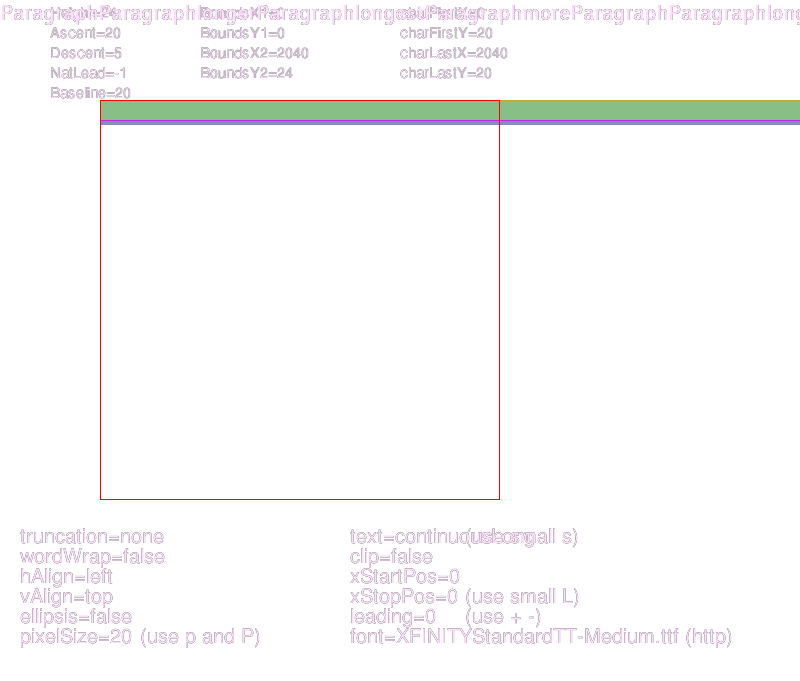 ParagraphParagraphlongerParagraphlongestParagraphmoreParagraphParagraphlong
Height=24 BoundsX1=0 charFirstX=0
Ascent=20 BoundsY1=0 charFirstY=20
Descent=5 BoundsX2=2040 charLastX=2040
NatLead=-1 BoundsY2=24 charLastY=20
Baseline=20
truncation=none text=continuousLong (use small s)
wordWrap=false clip=false
hAlign=left xStartPos=0
vAlign=top xStopPos=0 (use small L)
ellipsis=false leading=0 (use + -)
pixelSize=20 (use p and P) font=XFINITYStandardTT-Medium.ttf (http)